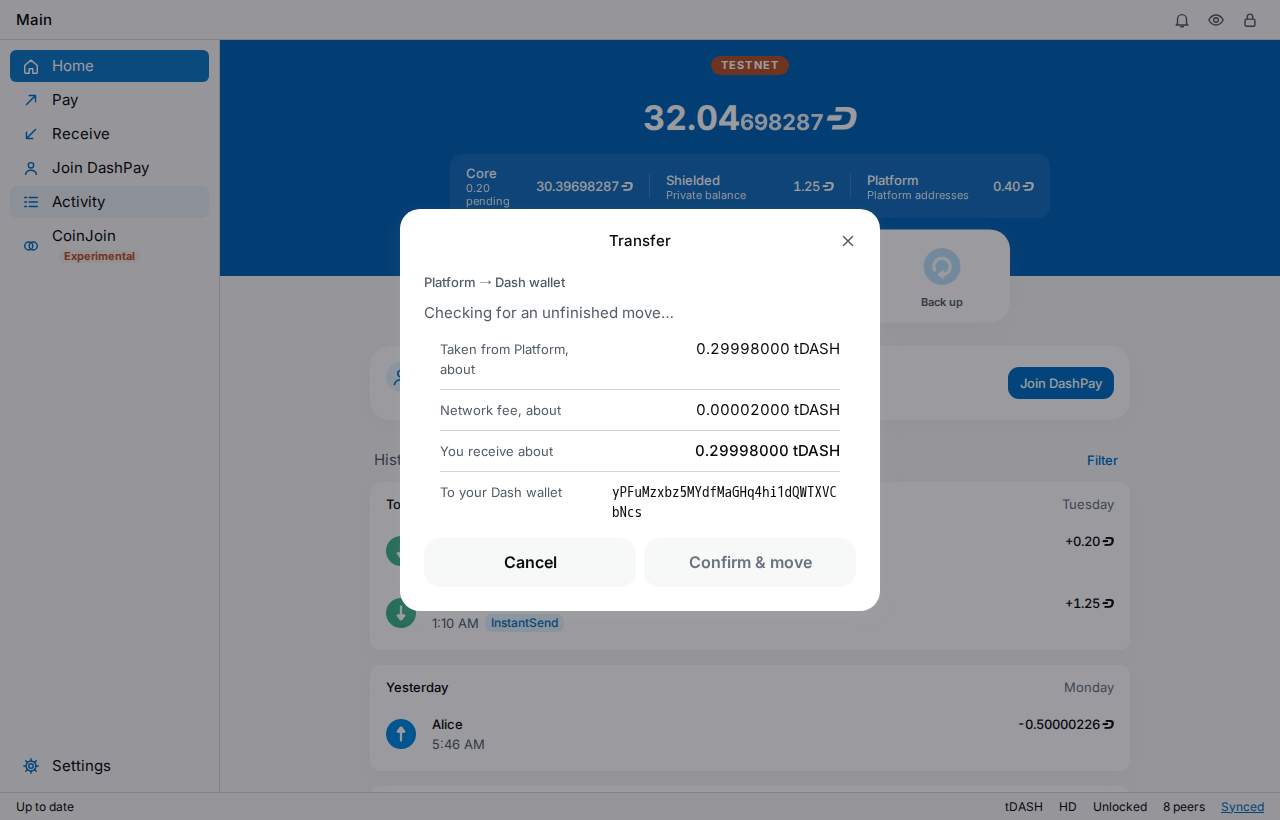 Main
Home
Pay
Receive
Join DashPay
Activity
CoinJoin
Experimental
Settings
TESTNET
32.04698287
Core
0.20
pending
30.39698287
Shielded
Private balance
1.25
Platform
Platform addresses
0.40
Back up
Join DashPay
Transfer
Platform → Dash wallet
Checking for an unfinished move…
Taken from Platform,
about
0.29998000 tDASH
Network fee, about
0.00002000 tDASH
You receive about
0.29998000 tDASH
To your Dash wallet
yPFuMzxbz5MYdfMaGHq4hi1dQWTXVC
bNcs
Cancel
Confirm & move
Filter
Tuesday
+0.20
+1.25
1:10 AM InstantSend
Yesterday
Monday
Alice
-0.50000226
5:46 AM
Up to date
tDASH HD Unlocked 8 peers Synced